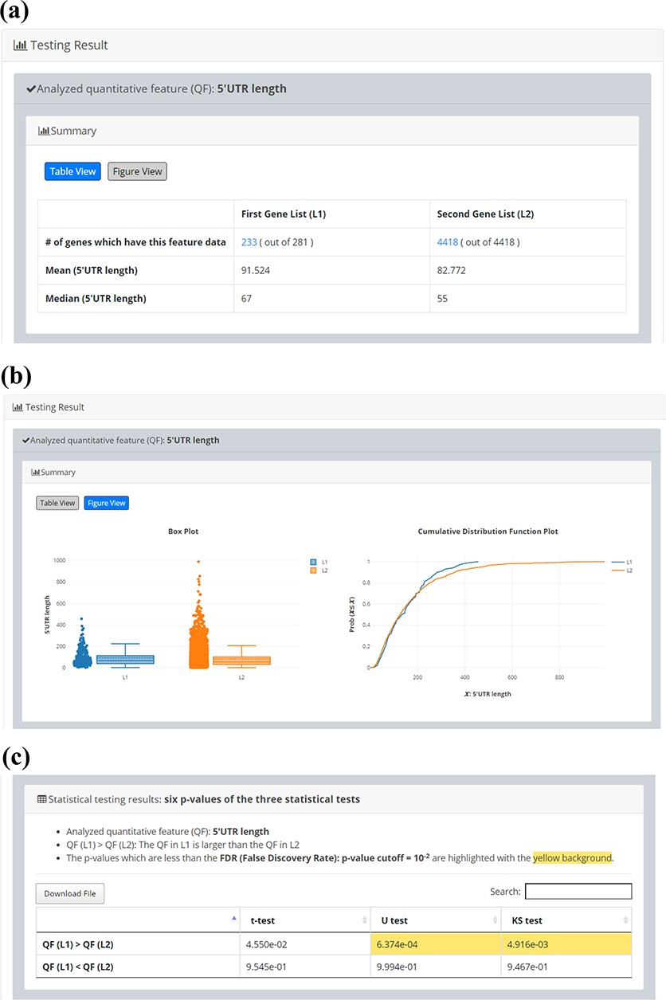 (a)
Testing Result
Analyzed quantitative feature (QF): 5'UTR length
Summary
Table View Figure View
First Gene List (L1) Second Gene List (L2)
# of genes which have this feature data 233 ( out of 281 ) 4418 ( out of 4418 )
Mean (5'UTR length) 91.524 82.772
Median (5'UTR length) 67 55
(b)
Testing Result
Analyzed quantitative feature (QF): 5'UTR length
Summary
Table View Figure View
Box Plot
1000
800
600
400
200
0
5'UTR length
L1
L2
L1
L2
Cumulative Distribution Function Plot
1
0.8
0.6
0.4
0.2
0
Prob (X≤X)
200 400 600 800
X: 5'UTR length
L1
L2
(c)
Statistical testing results: six p-values of the three statistical tests
• Analyzed quantitative feature (QF): 5'UTR length
• QF (L1) > QF (L2): The QF in L1 is larger than the QF in L2
• The p-values which are less than the FDR (False Discovery Rate): p-value cutoff = 10⁻² are highlighted with the yellow background.
Download File Search:
t-test U test KS test
QF (L1) > QF (L2) 4.550e-02 6.374e-04 4.916e-03
QF (L1) < QF (L2) 9.545e-01 9.994e-01 9.467e-01